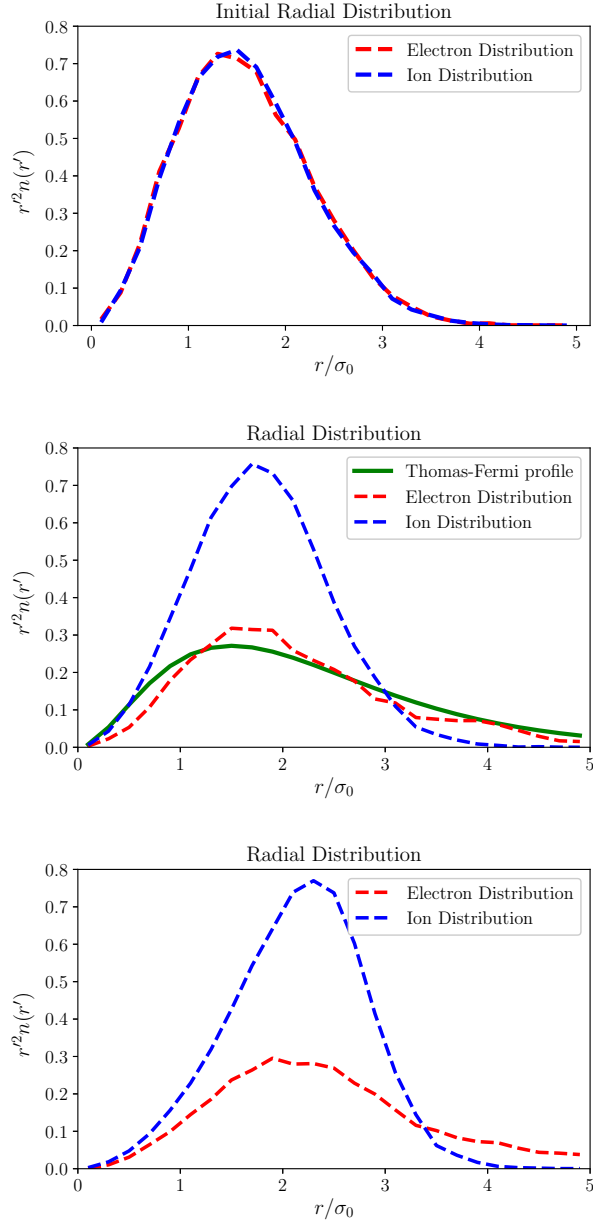 Initial Radial Distribution
r′²n(r′)
0.8
0.7
0.6
0.5
0.4
0.3
0.2
0.1
0.0
Electron Distribution
Ion Distribution
0 1 2 3 4 5
r/σ₀
Radial Distribution
r′²n(r′)
0.8
0.7
0.6
0.5
0.4
0.3
0.2
0.1
0.0
Thomas-Fermi profile
Electron Distribution
Ion Distribution
0 1 2 3 4 5
r/σ₀
Radial Distribution
r′²n(r′)
0.8
0.7
0.6
0.5
0.4
0.3
0.2
0.1
0.0
Electron Distribution
Ion Distribution
0 1 2 3 4 5
r/σ₀